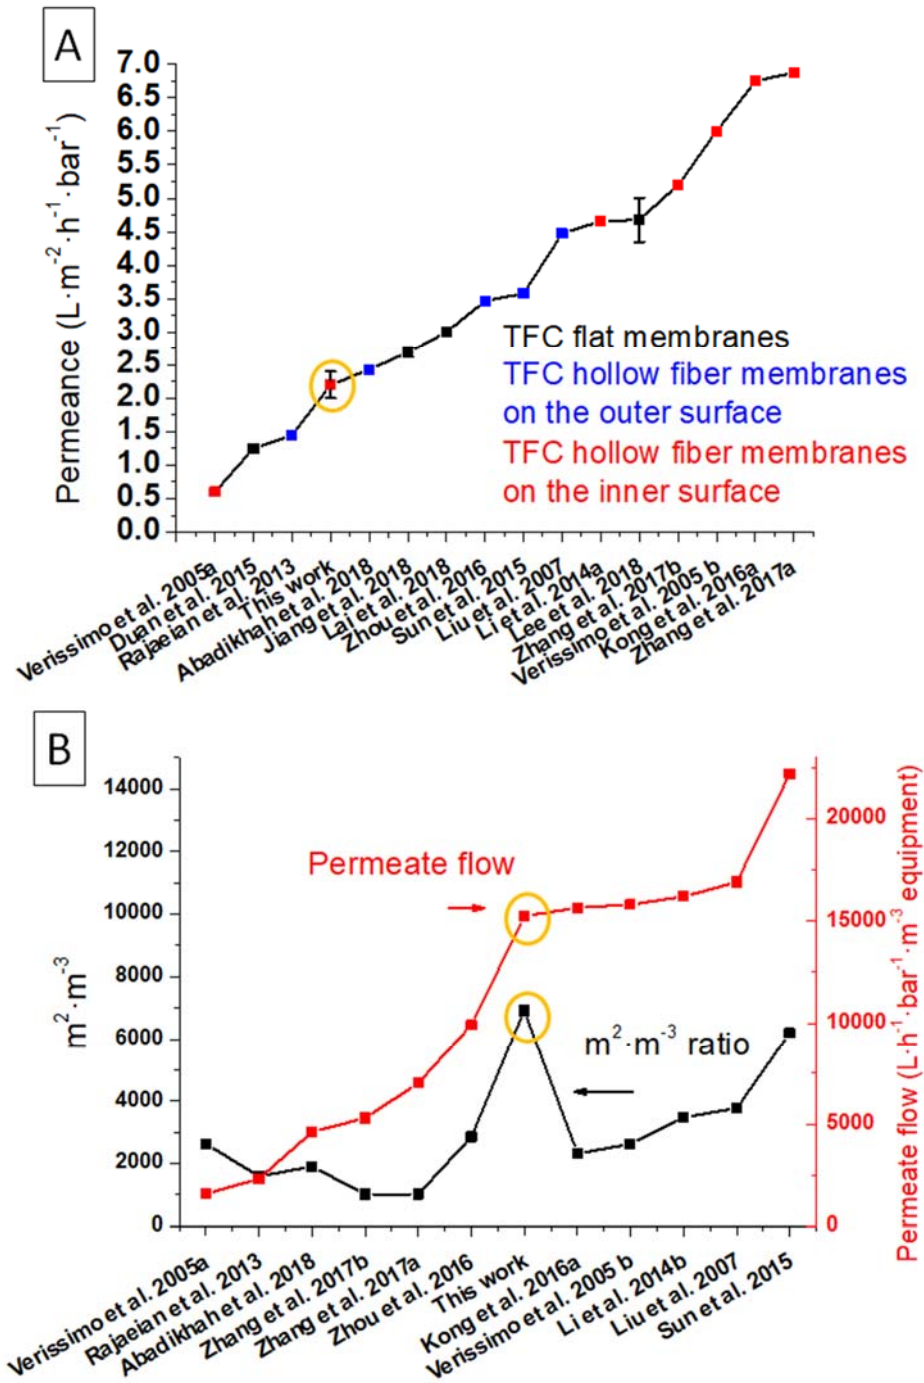 A
Permeance (L·m⁻²·h⁻¹·bar⁻¹)
7.0
6.5
6.0
5.5
5.0
4.5
4.0
3.5
3.0
2.5
2.0
1.5
1.0
0.5
0.0
TFC flat membranes
TFC hollow fiber membranes
on the outer surface
TFC hollow fiber membranes
on the inner surface
Verissimo et al. 2005a
Duan et al. 2015
Rajaeian et al. 2013
This work
Abadikhah et al. 2018
Jiang et al. 2018
Lai et al. 2018
Zhou et al. 2016
Sun et al. 2015
Liu et al. 2007
Li et al. 2014a
Lee et al. 2018
Zhang et al. 2017b
Verissimo et al. 2005 b
Kong et al. 2016a
Zhang et al. 2017a
B
m²·m⁻³
14000
12000
10000
8000
6000
4000
2000
0
Permeate flow
m²·m⁻³ ratio
20000
15000
10000
5000
0
Permeate flow (L·h⁻¹·bar⁻¹·m⁻³ equipment)
Verissimo et al. 2005a
Rajaeian et al. 2013
Abadikhah et al. 2018
Zhang et al. 2017b
Zhang et al. 2017a
Zhou et al. 2016
This work
Kong et al. 2016a
Verissimo et al. 2005 b
Li et al. 2014b
Liu et al. 2007
Sun et al. 2015